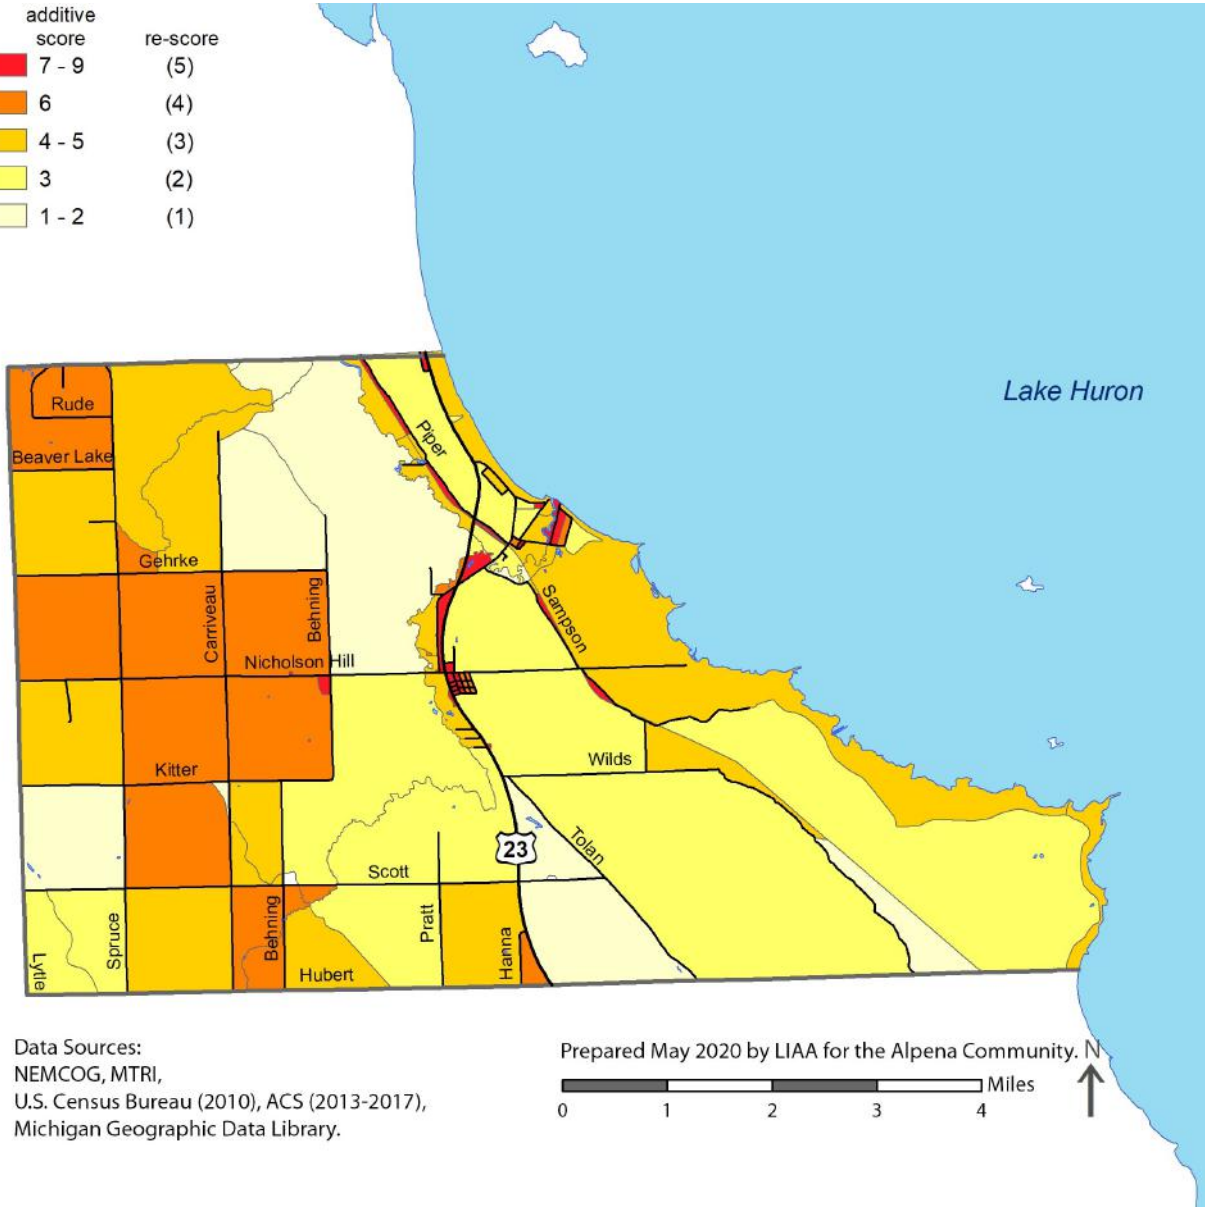 additive
score re-score
7 - 9 (5)
6 (4)
4 - 5 (3)
3 (2)
1 - 2 (1)
Lake Huron
Rude
Piper
Beaver Lake
Gehrke
Carriveau
Behning
Sampson
Nicholson Hill
Kitter
Wilds
23
Tolan
Scott
Spruce
Behning
Pratt
Hanna
Lytle
Hubert
Data Sources:
NEMCOG, MTRI,
U.S. Census Bureau (2010), ACS (2013-2017),
Michigan Geographic Data Library.
Prepared May 2020 by LIAA for the Alpena Community.
N
Miles
0 1 2 3 4